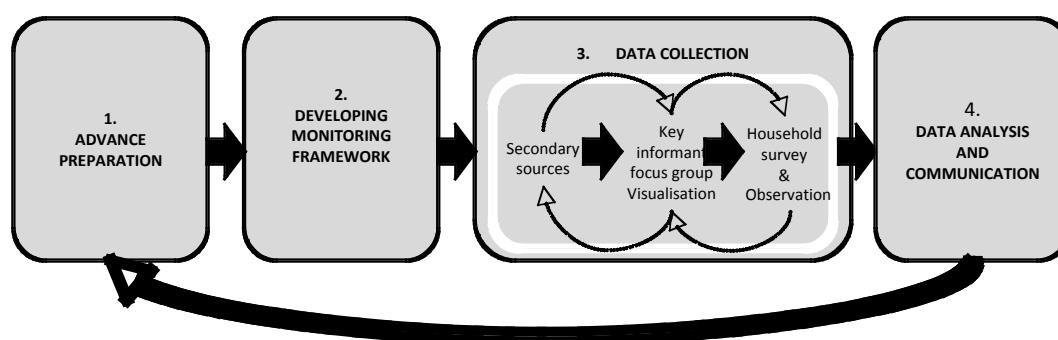 1.
ADVANCE
PREPARATION
2.
DEVELOPING
MONITORING
FRAMEWORK
3. DATA COLLECTION
Secondary
sources
Key
informant
focus group
Visualisation
Household
survey
&
Observation
4.
DATA ANALYSIS
AND
COMMUNICATION